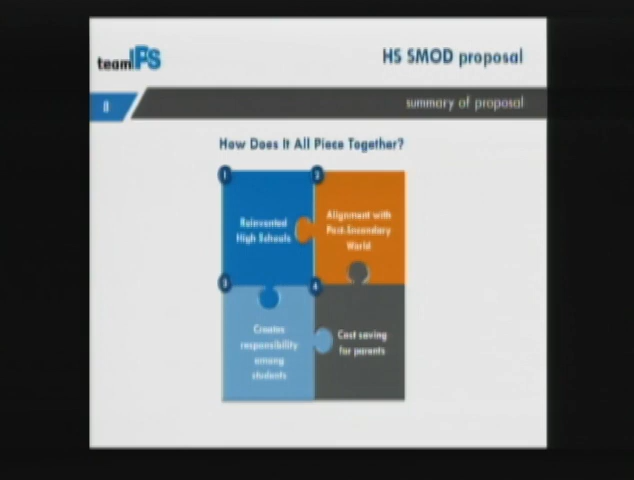 teamIPS
HS SMOD proposal
8
summary of proposal
How Does It All Piece Together?
1
2
Reinvented
High Schools
Alignment with
Post-Secondary
World
3
4
Creates
responsibility
among
students
Cost saving
for parents